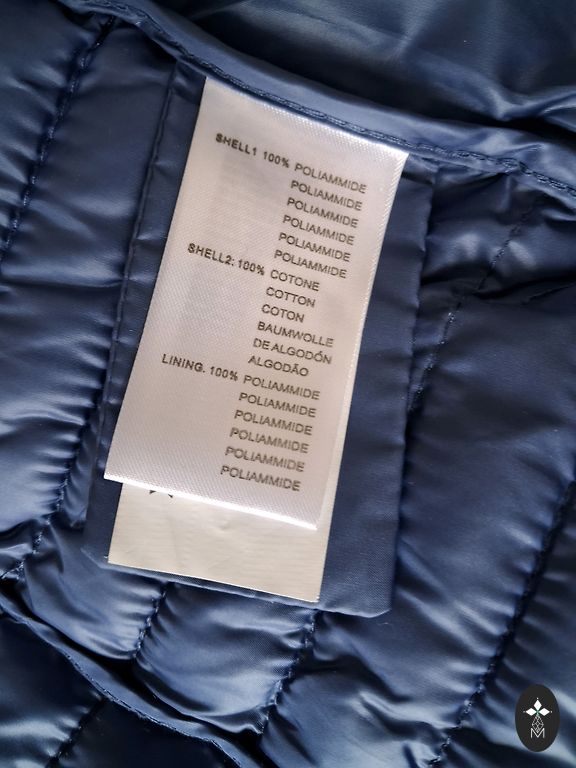 SHELL1 100% POLIAMMIDE
POLIAMMIDE
POLIAMMIDE
POLIAMMIDE
POLIAMMIDE
POLIAMMIDE
SHELL2: 100% COTONE
COTTON
COTON
BAUMWOLLE
DE ALGODÓN
ALGODÃO
LINING. 100% POLIAMMIDE
POLIAMMIDE
POLIAMMIDE
POLIAMMIDE
POLIAMMIDE
POLIAMMIDE
M